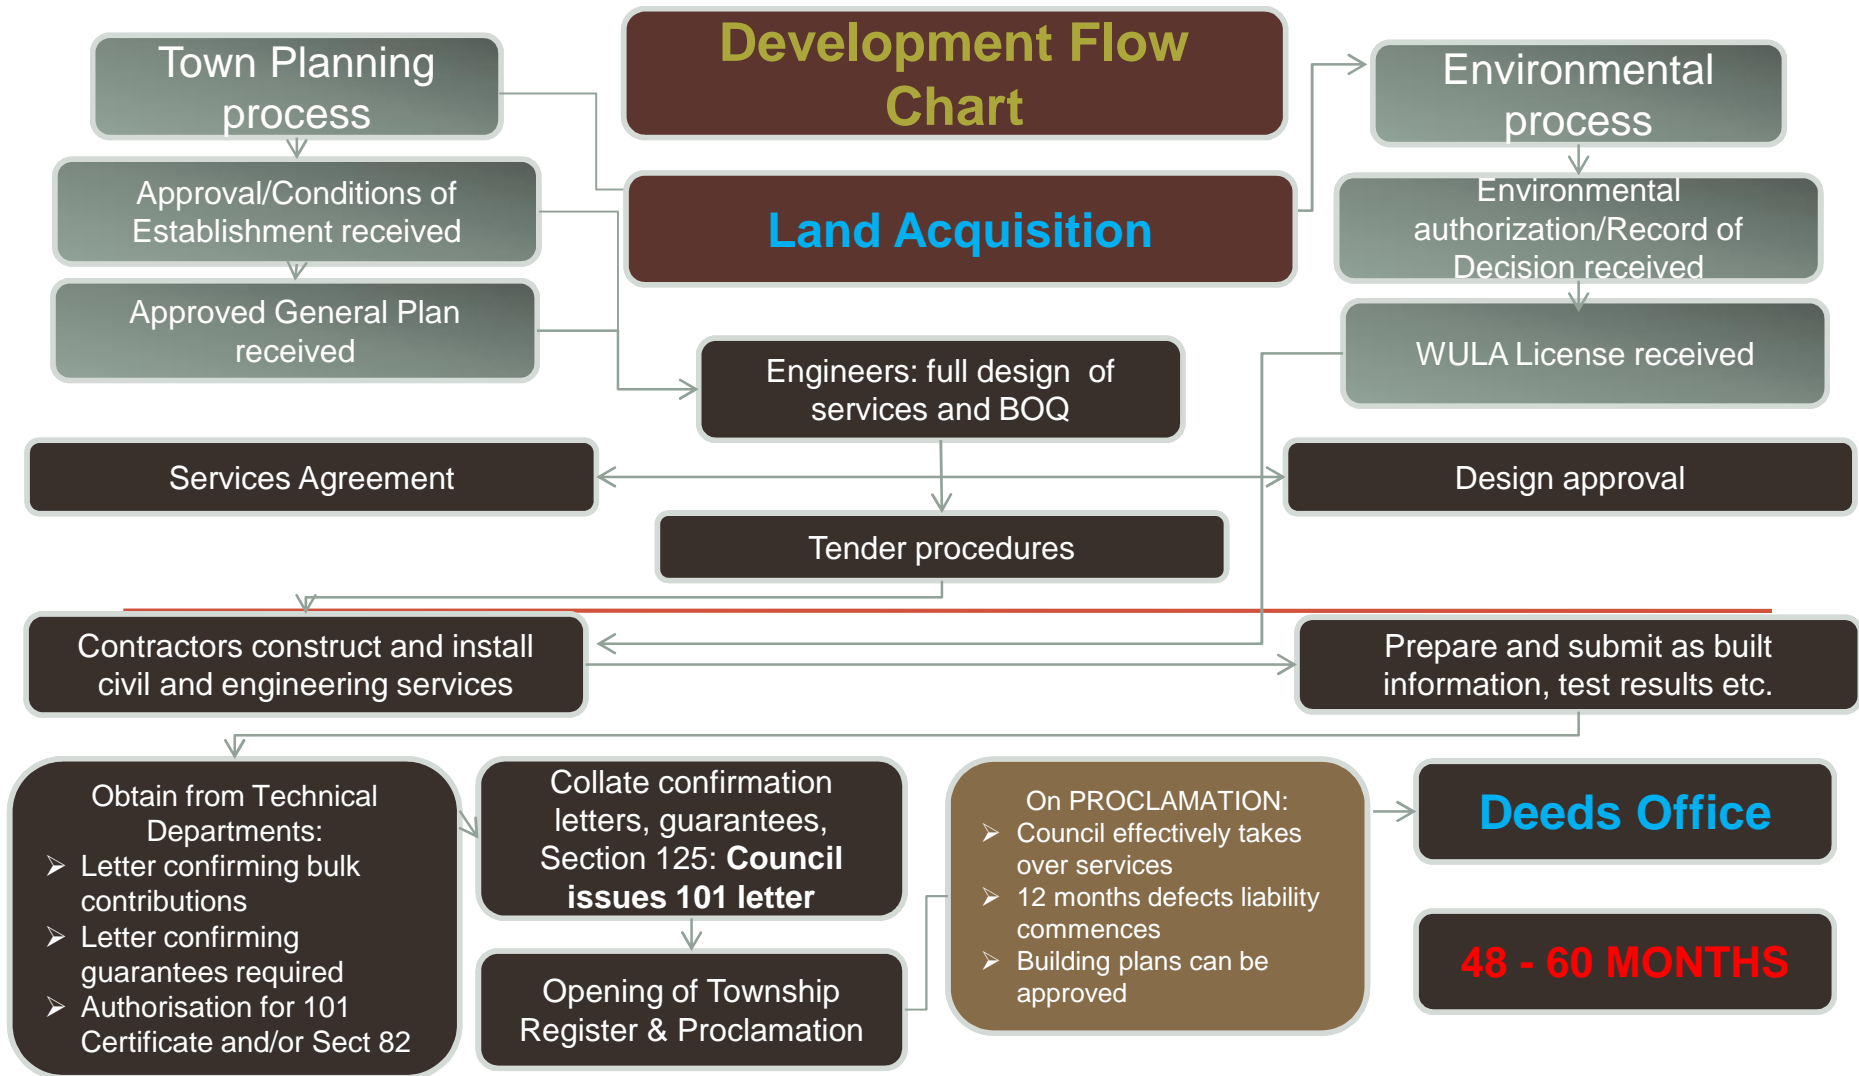 Development Flow
Chart
Town Planning
process
Environmental
process
Approval/Conditions of
Establishment received
Land Acquisition
Environmental
authorization/Record of
Decision received
Approved General Plan
received
WULA License received
Engineers: full design of
services and BOQ
Services Agreement
Design approval
Tender procedures
Contractors construct and install
civil and engineering services
Prepare and submit as built
information, test results etc.
Obtain from Technical
Departments:
➢ Letter confirming bulk
contributions
➢ Letter confirming
guarantees required
➢ Authorisation for 101
Certificate and/or Sect 82
Collate confirmation
letters, guarantees,
Section 125: Council
issues 101 letter
Opening of Township
Register & Proclamation
On PROCLAMATION:
➢ Council effectively takes
over services
➢ 12 months defects liability
commences
➢ Building plans can be
approved
Deeds Office
48 - 60 MONTHS